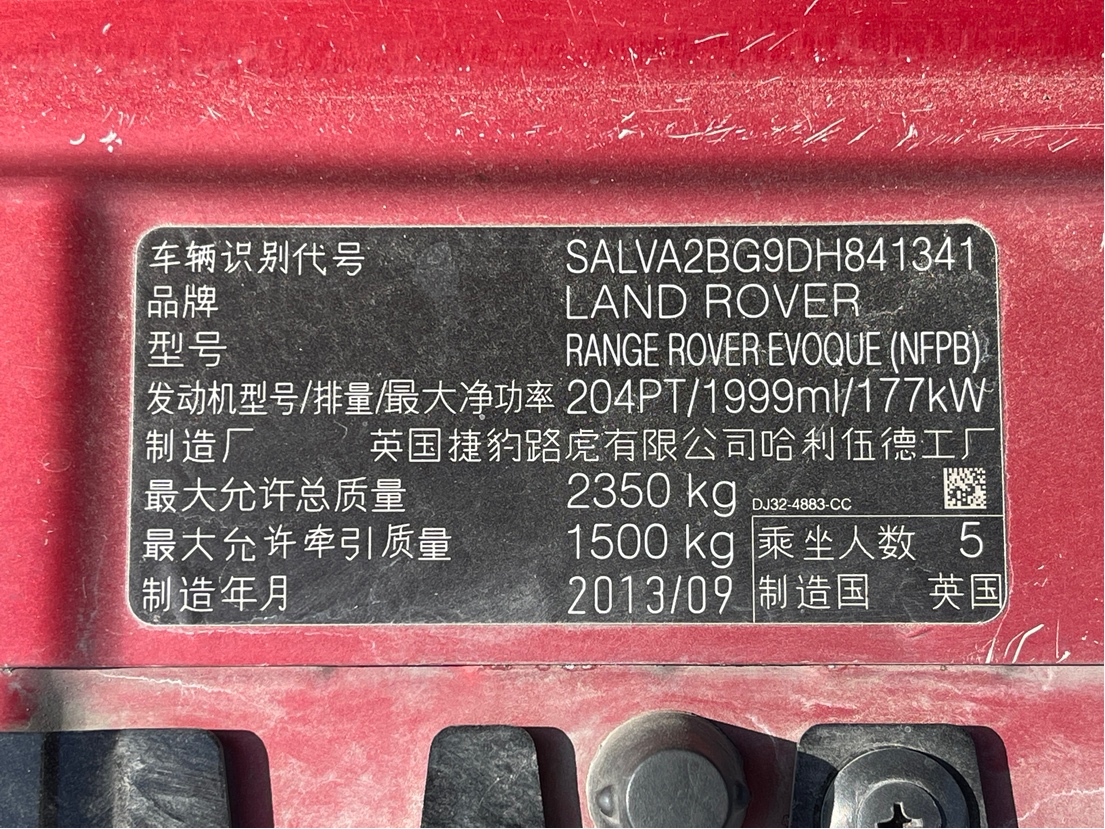 车辆识别代号 SALVA2BG9DH841341
品牌 LAND ROVER
型号 RANGE ROVER EVOQUE (NFPB)
发动机型号/排量/最大净功率 204PT/1999ml/177kW
制造厂 英国捷豹路虎有限公司哈利伍德工厂
最大允许总质量 2350 kg DJ32-4883-CC
最大允许牵引质量 1500 kg 乘坐人数 5
制造年月 2013/09 制造国 英国